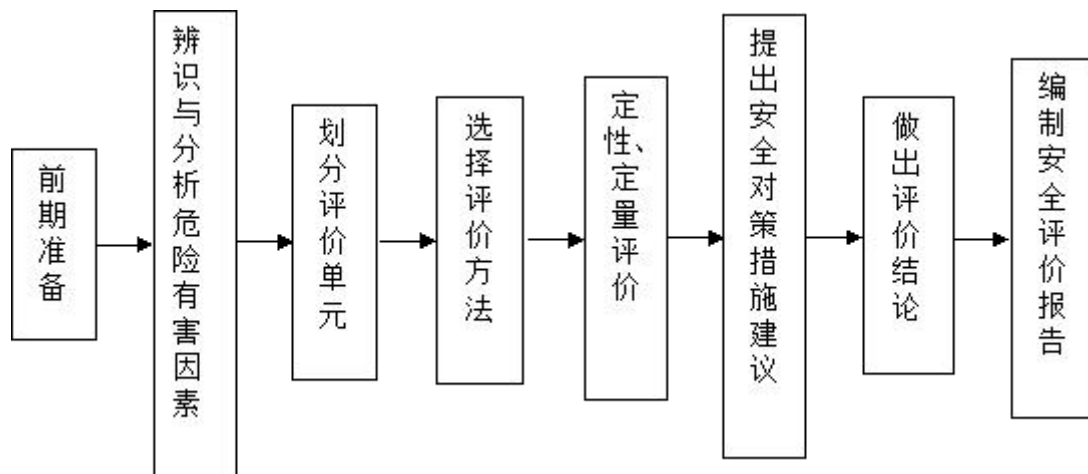 前期准备
辨识与分析危险有害因素
划分评价单元
选择评价方法
定性、定量评价
提出安全对策措施建议
做出评价结论
编制安全评价报告